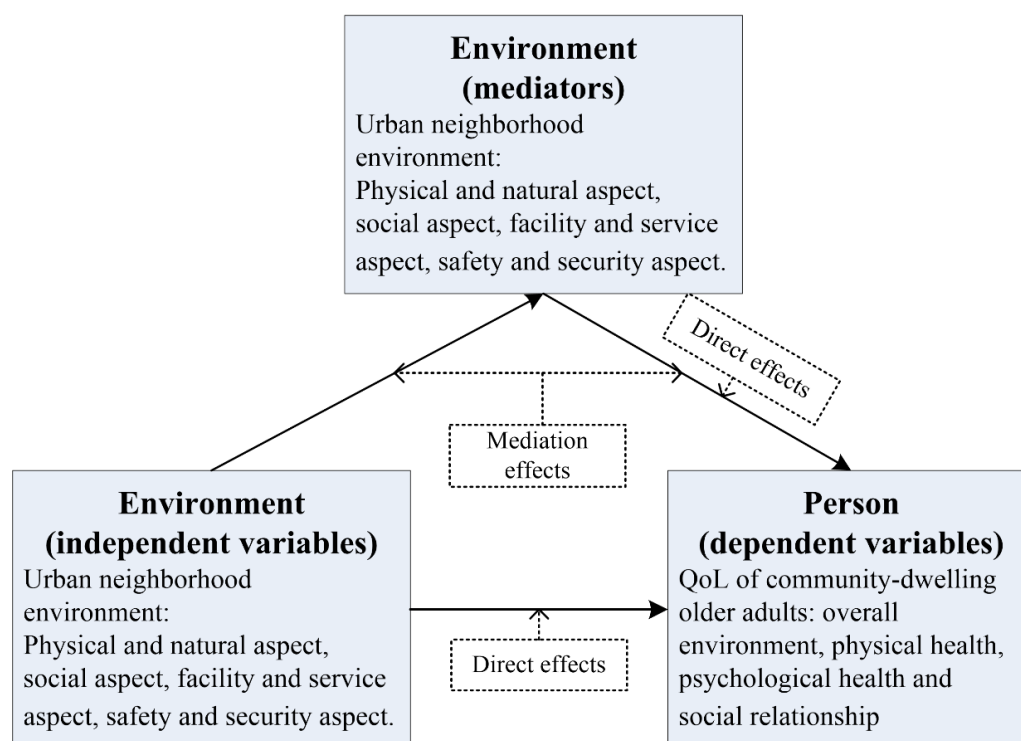 Environment
(mediators)
Urban neighborhood
environment:
Physical and natural aspect,
social aspect, facility and service
aspect, safety and security aspect.
Direct effects
Mediation
effects
Environment
(independent variables)
Urban neighborhood
environment:
Physical and natural aspect,
social aspect, facility and service
aspect, safety and security aspect.
Direct effects
Person
(dependent variables)
QoL of community-dwelling
older adults: overall
environment, physical health,
psychological health and
social relationship